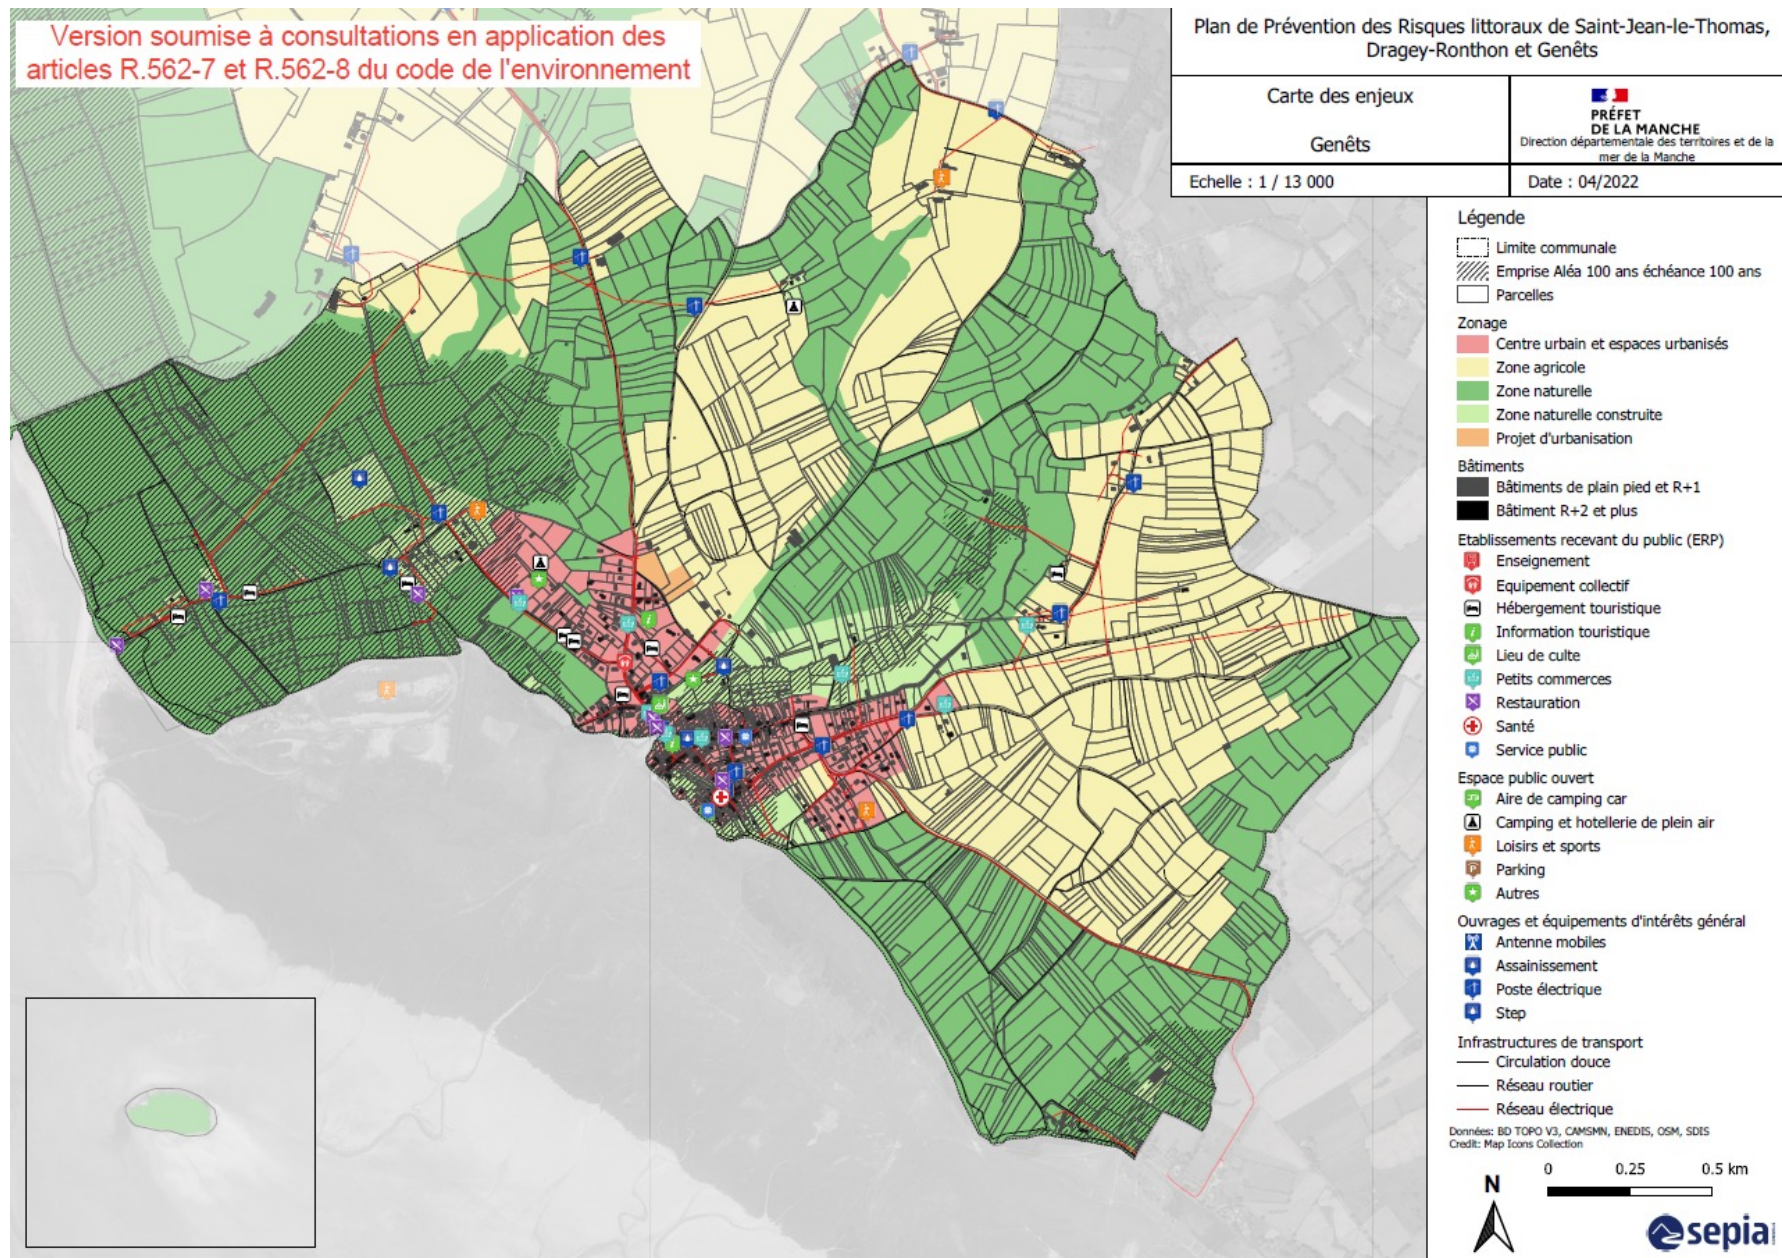 Version soumise à consultations en application des
articles R.562-7 et R.562-8 du code de l'environnement
Plan de Prévention des Risques littoraux de Saint-Jean-le-Thomas,
Dragey-Ronthon et Genêts
Carte des enjeux
Genêts
PRÉFET
DE LA MANCHE
Direction départementale des territoires et de la
mer de la Manche
Echelle : 1 / 13 000
Date : 04/2022
Légende
Limite communale
Emprise Aléa 100 ans échéance 100 ans
Parcelles
Zonage
Centre urbain et espaces urbanisés
Zone agricole
Zone naturelle
Zone naturelle construite
Projet d'urbanisation
Bâtiments
Bâtiments de plain pied et R+1
Bâtiment R+2 et plus
Etablissements recevant du public (ERP)
Enseignement
Equipement collectif
Hébergement touristique
Information touristique
Lieu de culte
Petits commerces
Restauration
Santé
Service public
Espace public ouvert
Aire de camping car
Camping et hotellerie de plein air
Loisirs et sports
Parking
Autres
Ouvrages et équipements d'intérêts général
Antenne mobiles
Assainissement
Poste électrique
Step
Infrastructures de transport
Circulation douce
Réseau routier
Réseau électrique
Données: BD TOPO V3, CAMSMN, ENEDIS, OSM, SDIS
Credit: Map Icons Collection
0 0.25 0.5 km
N
sepia